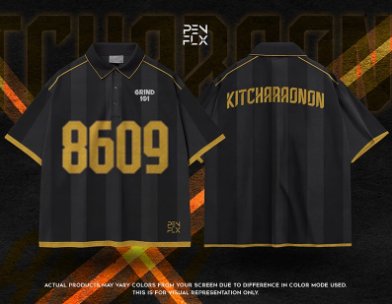 PEN
FLX
GRIND
101
8609
PEN
FLX
KITCHARAONON
ACTUAL PRODUCTS MAY VARY COLORS FROM YOUR SCREEN DUE TO DIFFERENCE IN COLOR MODE USED.
THIS IS FOR VISUAL REPRESENTATION ONLY.